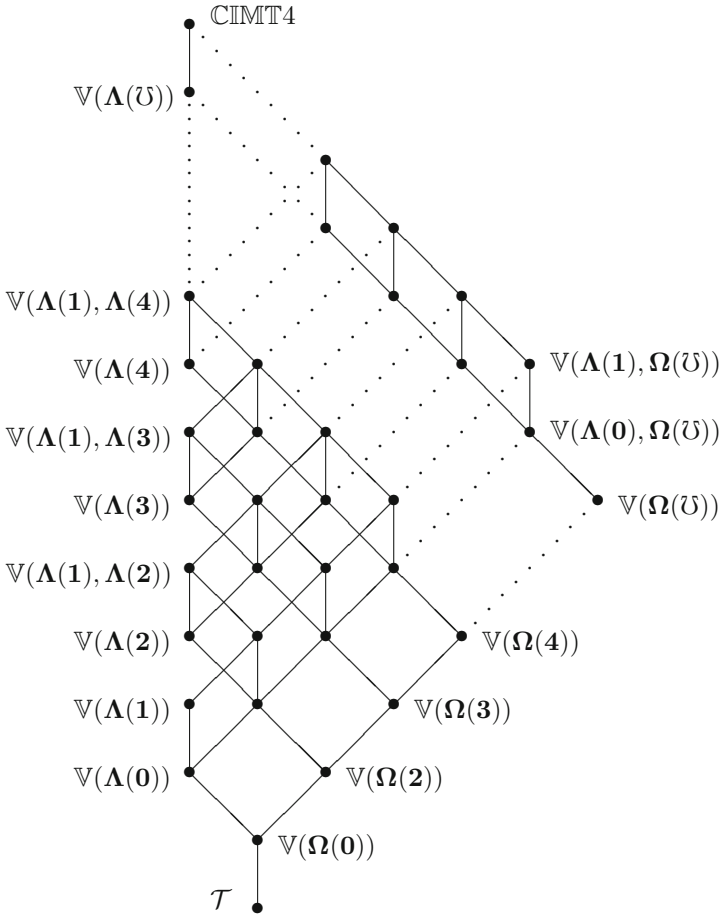 ℂ𝕀𝕄𝕋4
𝕍(𝚲(℧))
𝕍(𝚲(𝟏), 𝚲(𝟒))
𝕍(𝚲(𝟒))
𝕍(𝚲(𝟏), 𝛀(℧))
𝕍(𝚲(𝟏), 𝚲(𝟑))
𝕍(𝚲(𝟎), 𝛀(℧))
𝕍(𝚲(𝟑))
𝕍(𝛀(℧))
𝕍(𝚲(𝟏), 𝚲(𝟐))
𝕍(𝚲(𝟐))
𝕍(𝛀(𝟒))
𝕍(𝚲(𝟏))
𝕍(𝛀(𝟑))
𝕍(𝚲(𝟎))
𝕍(𝛀(𝟐))
𝕍(𝛀(𝟎))
𝒯